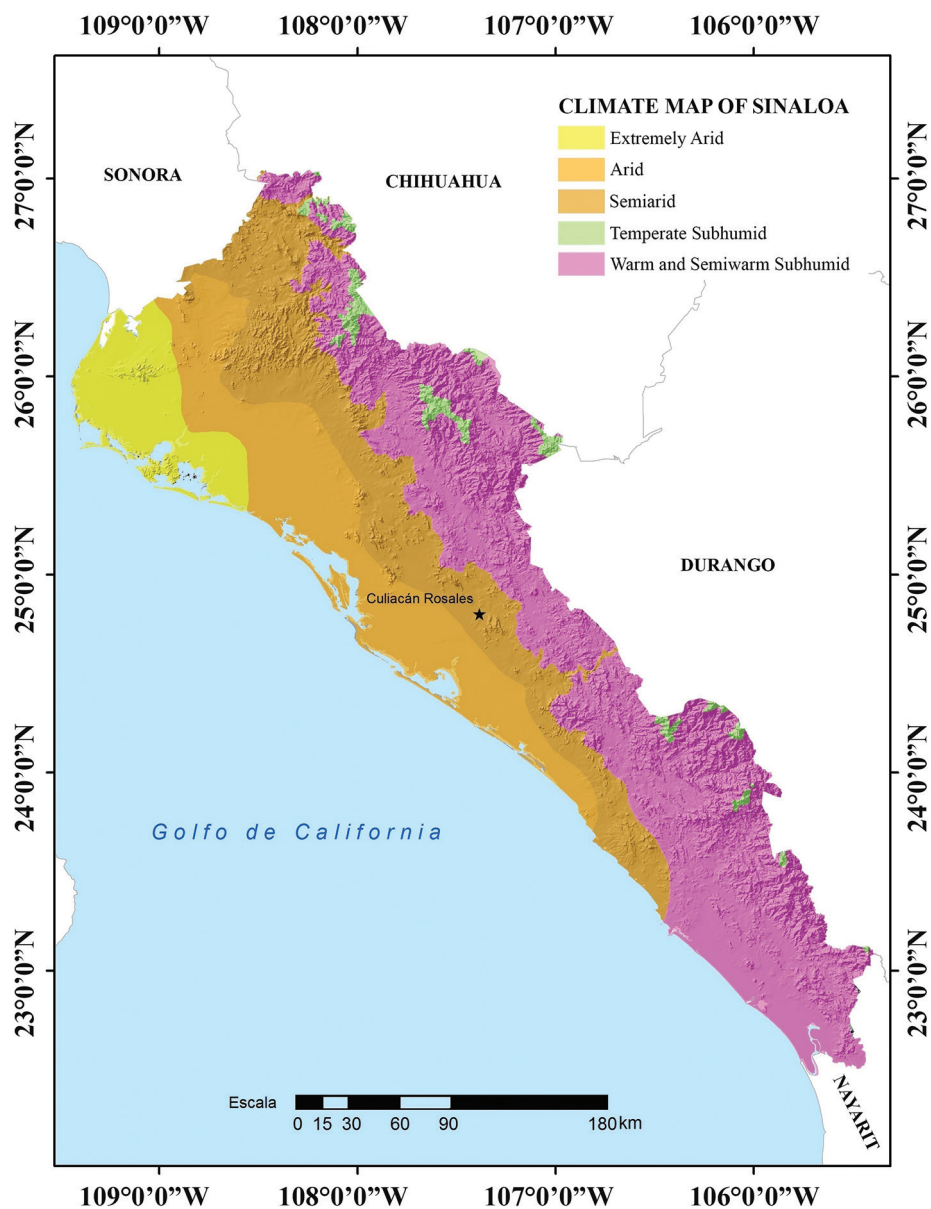 109°0'0"W 108°0'0"W 107°0'0"W 106°0'0"W
CLIMATE MAP OF SINALOA
Extremely Arid
Arid
Semiarid
Temperate Subhumid
Warm and Semiwarm Subhumid
SONORA
CHIHUAHUA
DURANGO
Culiacán Rosales
Golfo de California
NAYARIT
Escala
0 15 30 60 90 180 km
27°0'0"N
26°0'0"N
25°0'0"N
24°0'0"N
23°0'0"N
27°0'0"N
26°0'0"N
25°0'0"N
24°0'0"N
23°0'0"N
109°0'0"W 108°0'0"W 107°0'0"W 106°0'0"W